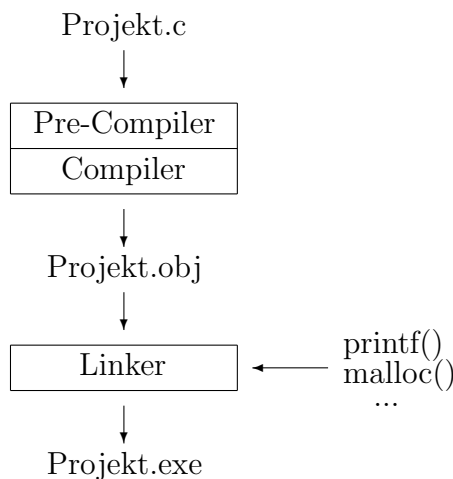 Projekt.c
Pre-Compiler
Compiler
Projekt.obj
Linker
printf()
malloc()
...
Projekt.exe